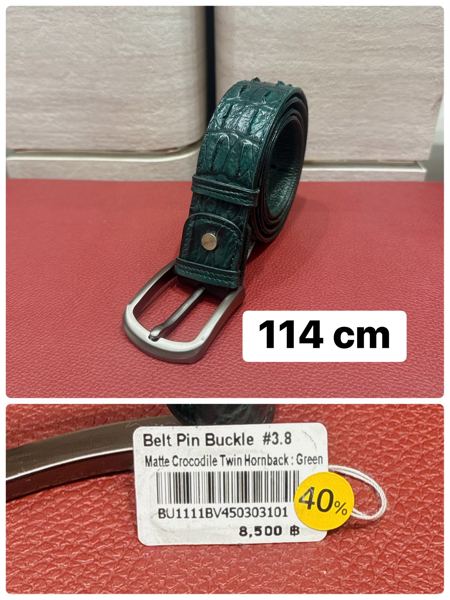 114 cm
Belt Pin Buckle #3.8
Matte Crocodile Twin Hornback : Green
BU1111BV450303101
40%
8,500 ฿